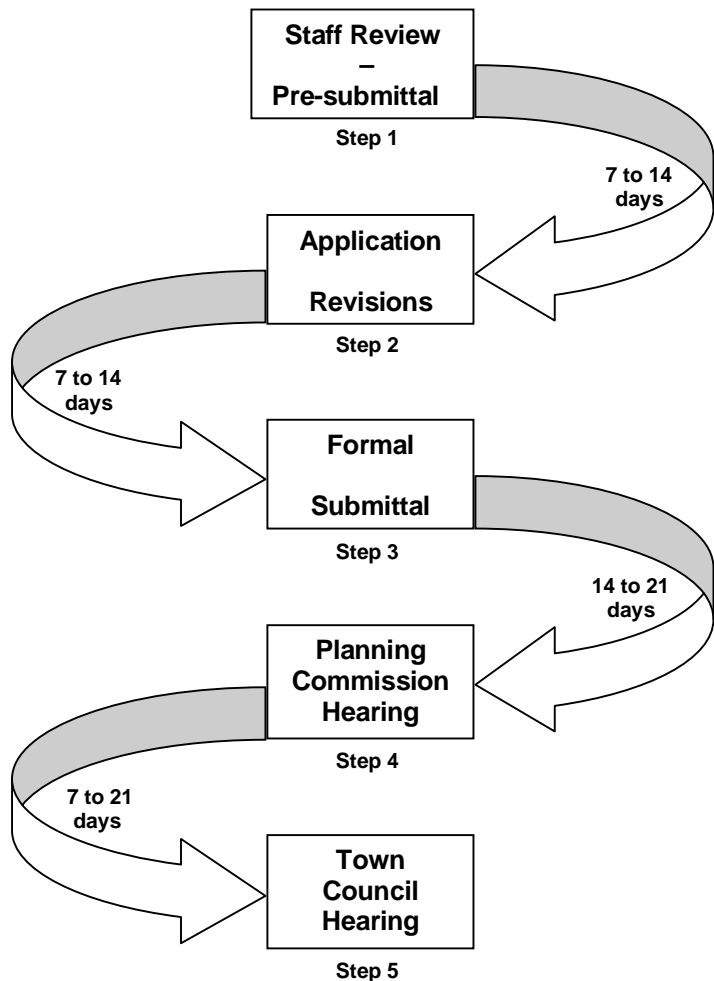 Staff Review
–
Pre-submittal
Step 1
7 to 14
days
Application
Revisions
Step 2
7 to 14
days
Formal
Submittal
Step 3
14 to 21
days
Planning
Commission
Hearing
Step 4
7 to 21
days
Town
Council
Hearing
Step 5